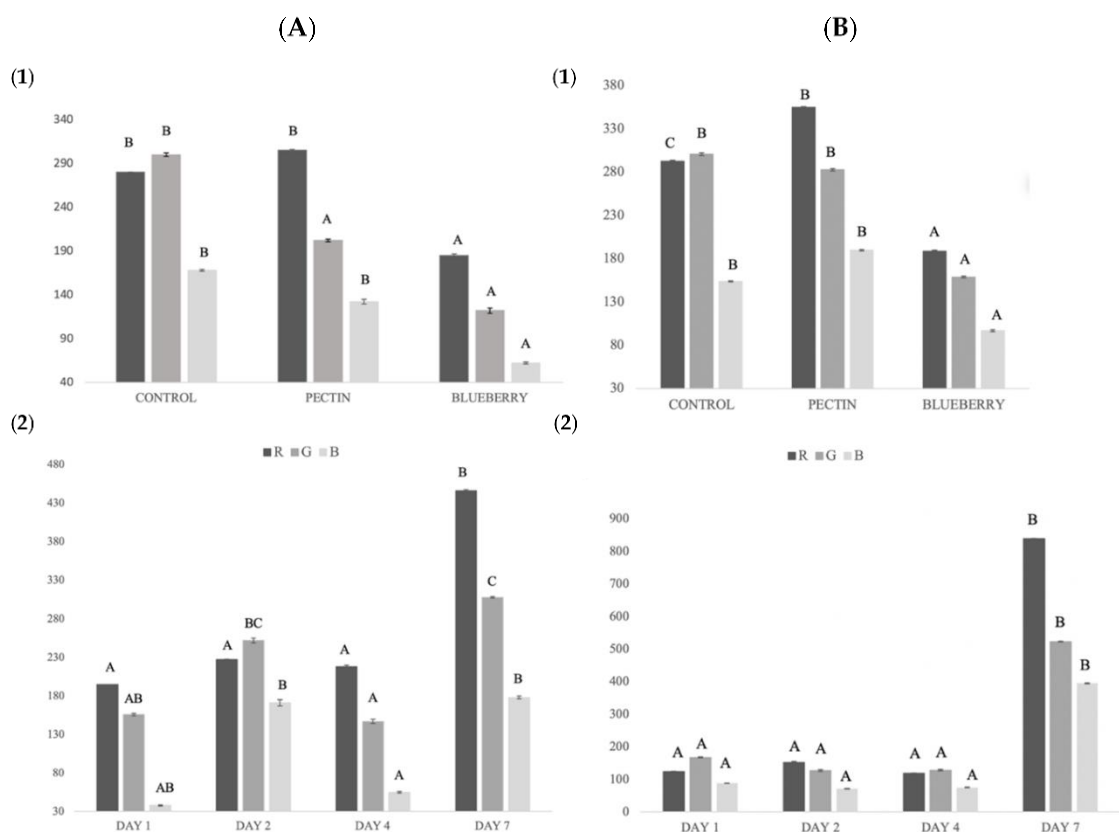 (A)
(B)
(1)
340
290
240
190
140
90
40
B
B
B
B
A
B
A
A
A
CONTROL
PECTIN
BLUEBERRY
(1)
380
330
280
230
180
130
80
30
C
B
B
B
B
B
A
A
A
CONTROL
PECTIN
BLUEBERRY
(2)
R G B
480
430
380
330
280
230
180
130
80
30
A
AB
AB
A
BC
B
A
A
A
B
C
B
DAY 1
DAY 2
DAY 4
DAY 7
(2)
R G B
900
800
700
600
500
400
300
200
100
0
A
A
A
A
A
A
A
A
A
B
B
B
DAY 1
DAY 2
DAY 4
DAY 7